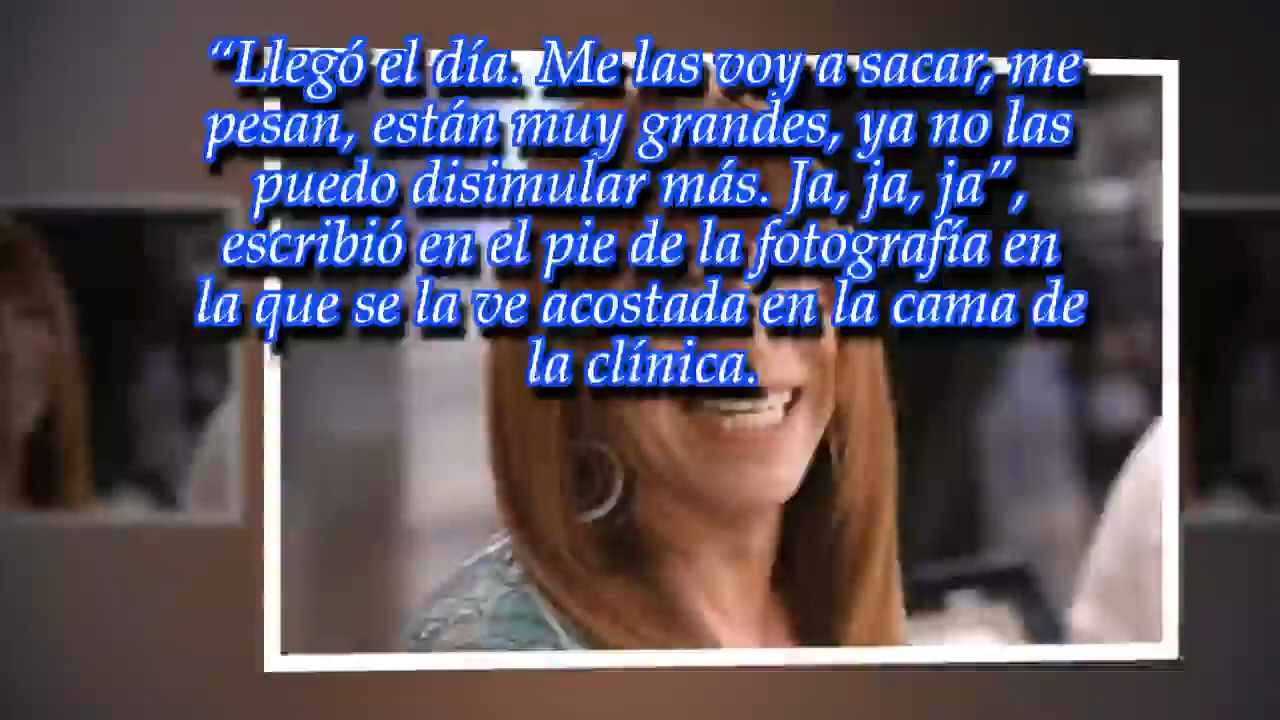 “Llegó el día. Me las voy a sacar, me
pesan, están muy grandes, ya no las
puedo disimular más. Ja, ja, ja”,
escribió en el pie de la fotografía en
la que se la ve acostada en la cama de
la clínica.